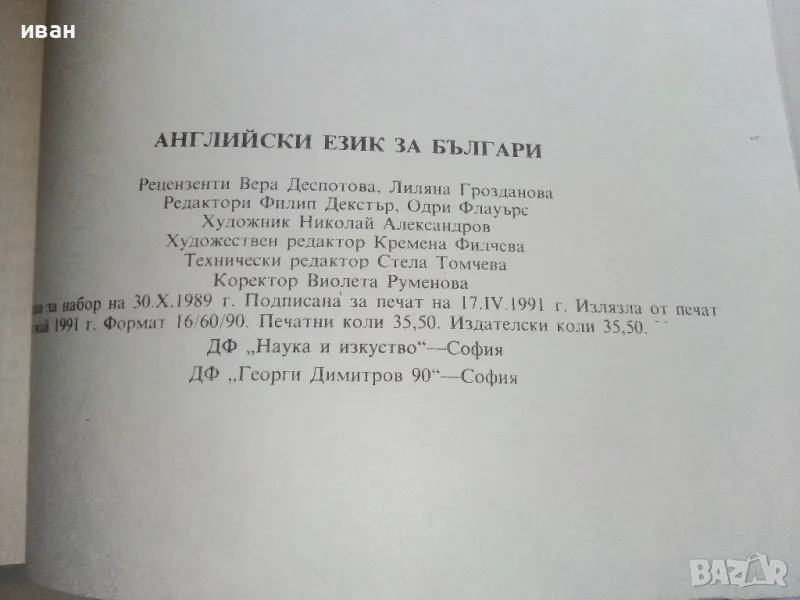 иван
АНГЛИЙСКИ ЕЗИК ЗА БЪЛГАРИ
Рецензенти Вера Деспотова, Лиляна Грозданова
Редактори Филип Декстър, Одри Флауърс
Художник Николай Александров
Художествен редактор Кремена Филчева
Технически редактор Стела Томчева
Коректор Виолета Руменова
за набор на 30.X.1989 г. Подписана за печат на 17.IV.1991 г. Излязла от печат
май 1991 г. Формат 16/60/90. Печатни коли 35,50. Издателски коли 35,50.
ДФ „Наука и изкуство“—София
ДФ „Георги Димитров 90“—София
BAZAR